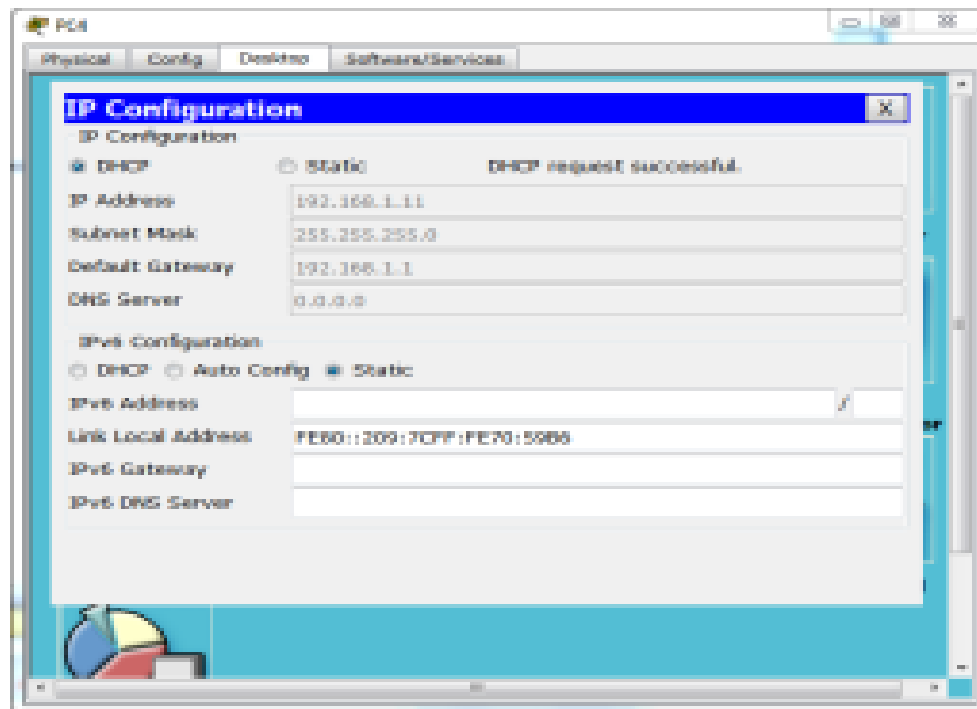 PC4
Physical Config Desktop Software/Services
IP Configuration X
IP Configuration
DHCP Static DHCP request successful.
IP Address 192.168.1.11
Subnet Mask 255.255.255.0
Default Gateway 192.168.1.1
DNS Server 0.0.0.0
IPv6 Configuration
DHCP Auto Config Static
IPv6 Address /
Link Local Address FE80::209:7CFF:FE70:59B6
IPv6 Gateway
IPv6 DNS Server